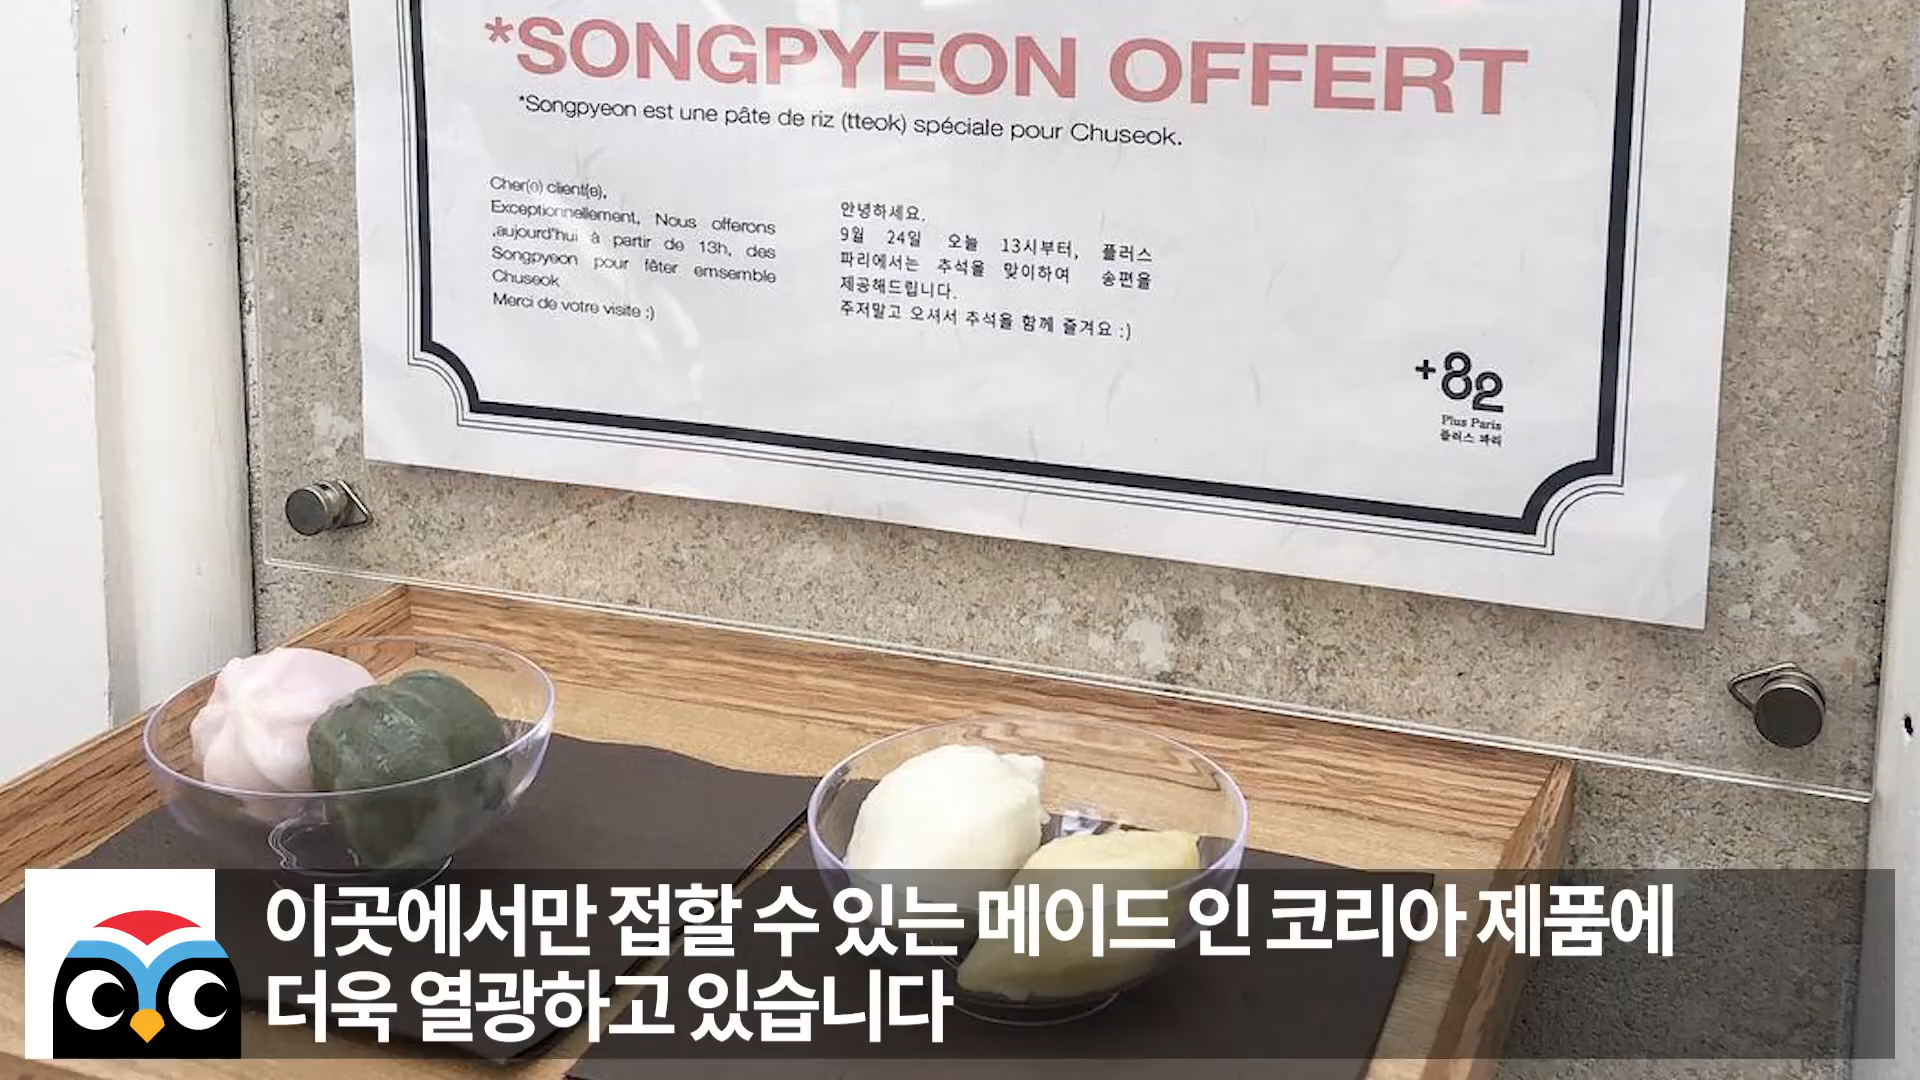 *SONGPYEON OFFERT
*Songpyeon est une pâte de riz (tteok) spéciale pour Chuseok.
Cher(e) client(e),
Exceptionnellement, Nous offerons
,aujourd'hui à partir de 13h, des
Songpyeon pour fêter emsemble
Chuseok
Merci de votre visite :)
안녕하세요.
9월 24일 오늘 13시부터, 플러스
파리에서는 추석을 맞이하여 송편을
제공해드립니다.
주저말고 오셔서 추석을 함께 즐겨요 :)
+82
Plus Paris
플러스 파리
이곳에서만 접할 수 있는 메이드 인 코리아 제품에
더욱 열광하고 있습니다